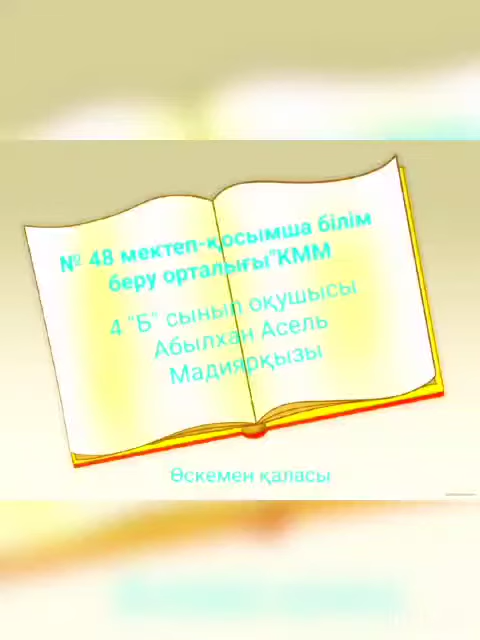 № 48 мектеп-қосымша білім
беру орталығы"КММ
4 "Б" сынып оқушысы
Абылхан Асель
Мадиярқызы
Өскемен қаласы